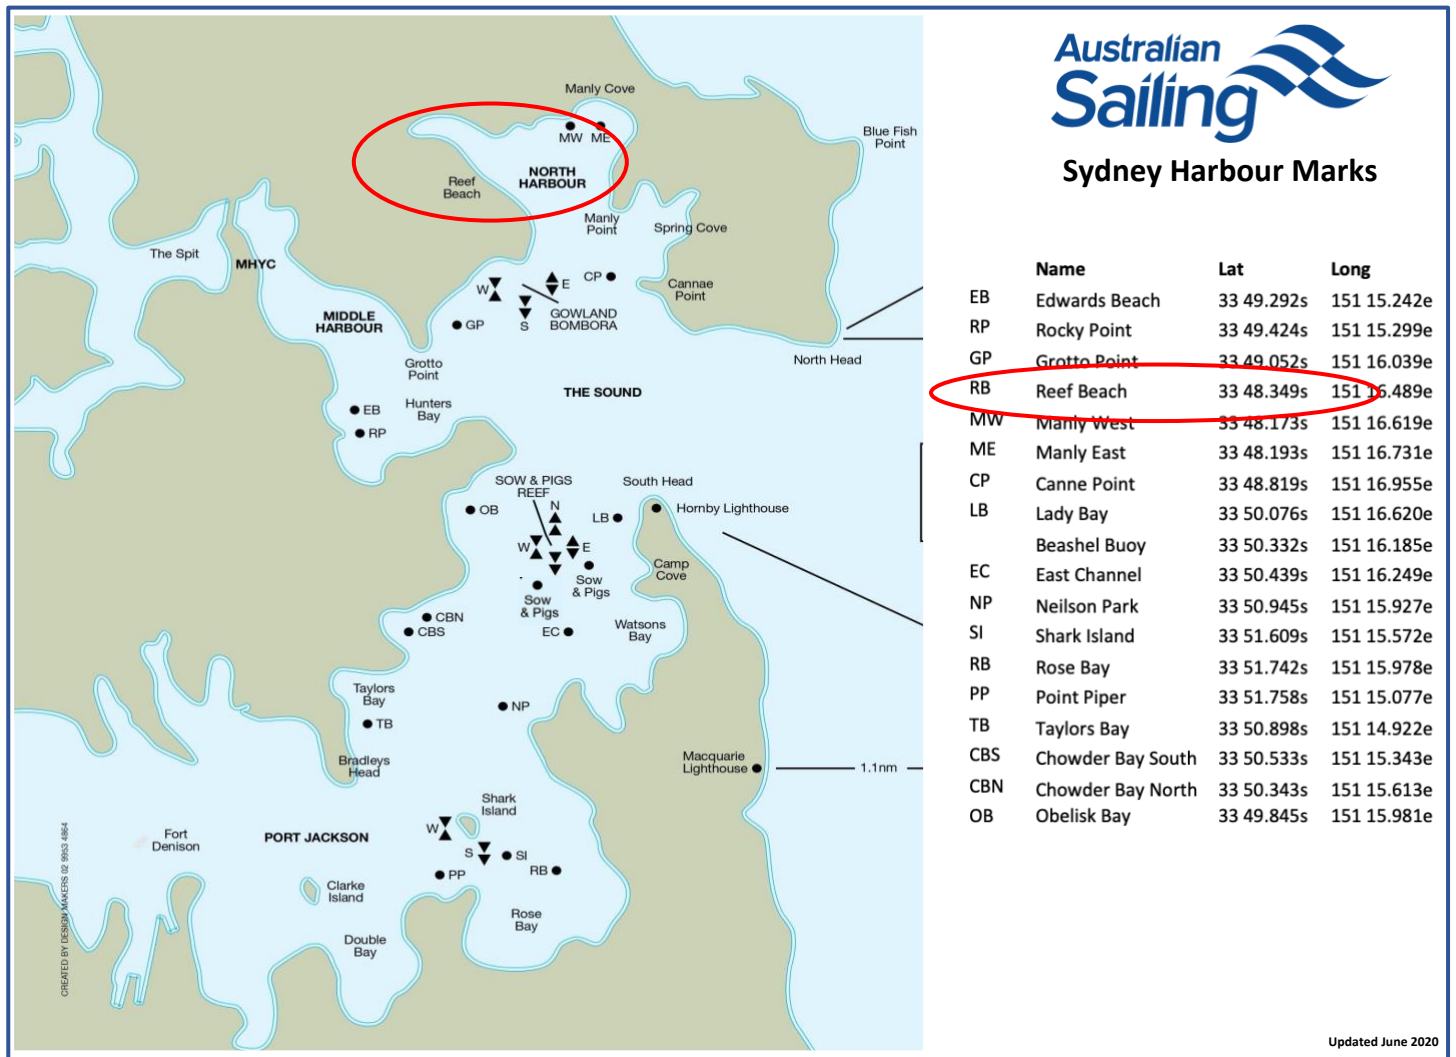 Australian
Sailing
Sydney Harbour Marks
Manly Cove
MW ME
Blue Fish
Point
NORTH
HARBOUR
Reef
Beach
Manly
Point
Spring Cove
The Spit
MHYC
CP
Cannae
Point
W
E
S
GOWLAND
BOMBORA
GP
MIDDLE
HARBOUR
North Head
Grotto
Point
THE SOUND
Hunters
Bay
EB
RP
SOW & PIGS
REEF
South Head
OB
N
LB
Hornby Lighthouse
W
E
Camp
Cove
Sow
& Pigs
Sow
& Pigs
CBN
CBS
EC
Watsons
Bay
Taylors
Bay
NP
TB
Bradleys
Head
Macquarie
Lighthouse
1.1nm
Shark
Island
W
Fort
Denison
PORT JACKSON
S
SI
RB
PP
Clarke
Island
Rose
Bay
Double
Bay
CREATED BY DESIGN MAKERS 02 9953 4864
Name Lat Long
EB Edwards Beach 33 49.292s 151 15.242e
RP Rocky Point 33 49.424s 151 15.299e
GP Grotto Point 33 49.052s 151 16.039e
RB Reef Beach 33 48.349s 151 16.489e
MW Manly West 33 48.173s 151 16.619e
ME Manly East 33 48.193s 151 16.731e
CP Canne Point 33 48.819s 151 16.955e
LB Lady Bay 33 50.076s 151 16.620e
Beashel Buoy 33 50.332s 151 16.185e
EC East Channel 33 50.439s 151 16.249e
NP Neilson Park 33 50.945s 151 15.927e
SI Shark Island 33 51.609s 151 15.572e
RB Rose Bay 33 51.742s 151 15.978e
PP Point Piper 33 51.758s 151 15.077e
TB Taylors Bay 33 50.898s 151 14.922e
CBS Chowder Bay South 33 50.533s 151 15.343e
CBN Chowder Bay North 33 50.343s 151 15.613e
OB Obelisk Bay 33 49.845s 151 15.981e
Updated June 2020